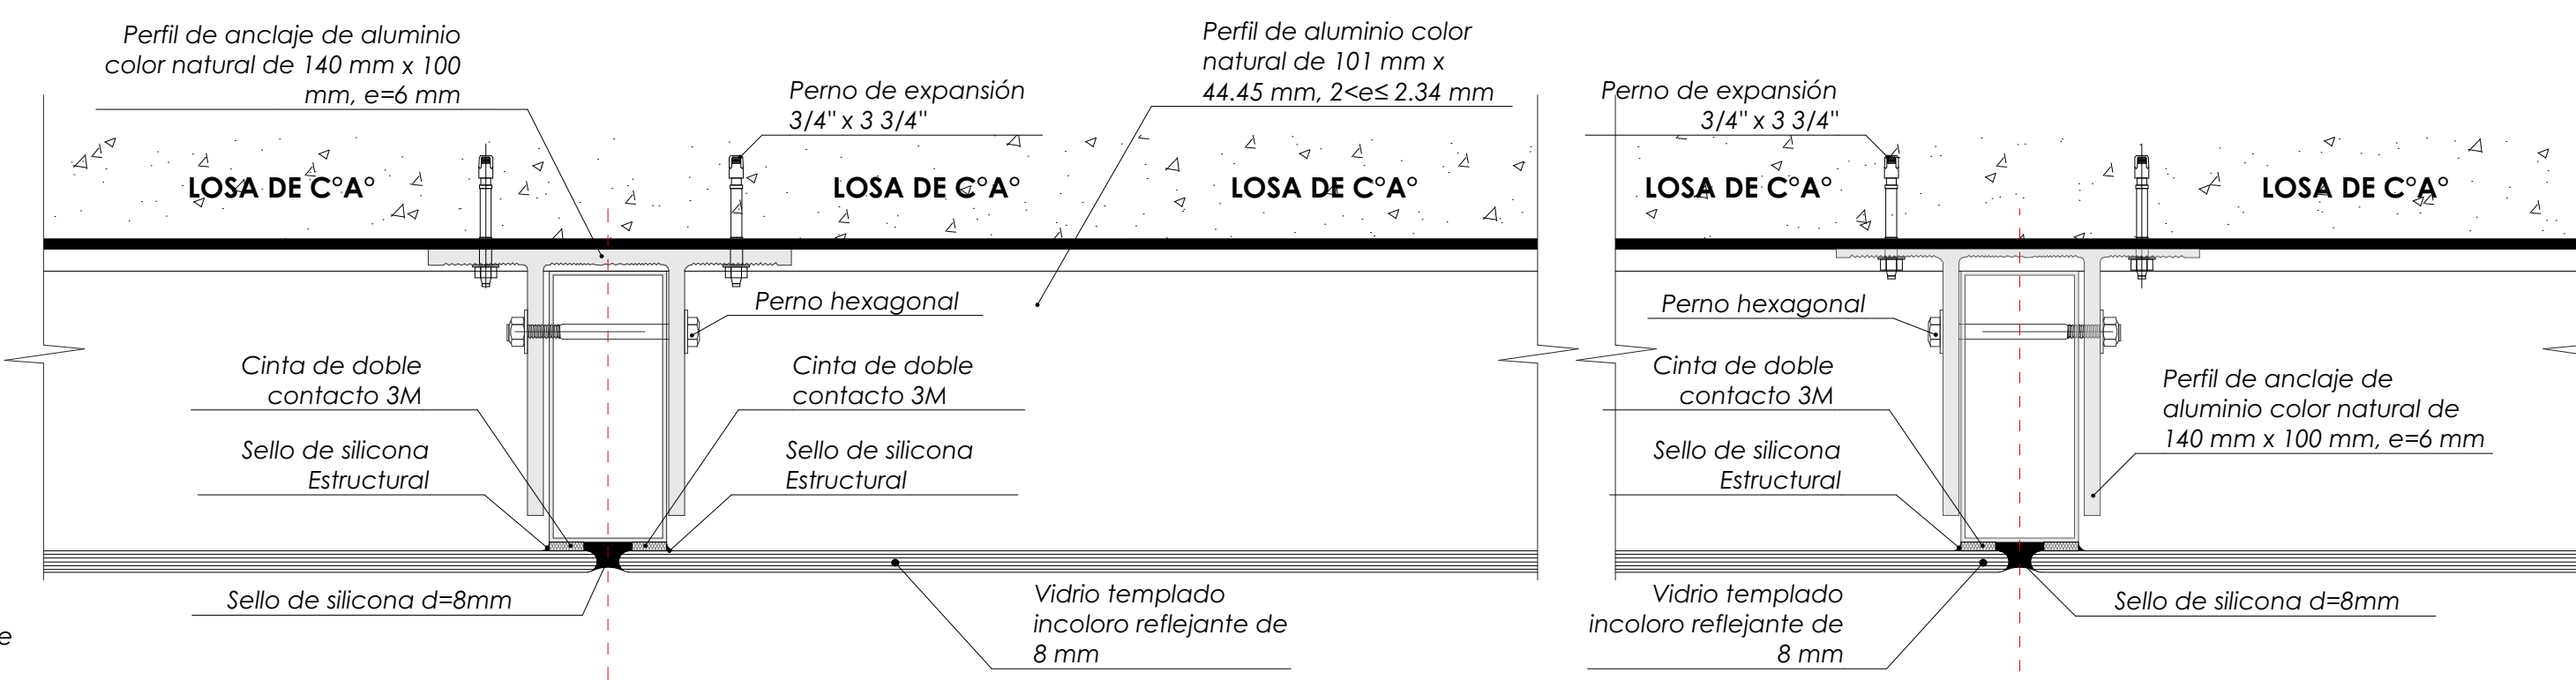 Perfil de anclaje de aluminio
color natural de 140 mm x 100
mm, e=6 mm
Perno de expansión
3/4" x 3 3/4"
Perfil de aluminio color
natural de 101 mm x
44.45 mm, 2<e≤ 2.34 mm
Perno de expansión
3/4" x 3 3/4"
LOSA DE C°A°
LOSA DE C°A°
LOSA DE C°A°
LOSA DE C°A°
LOSA DE C°A°
Perno hexagonal
Perno hexagonal
Cinta de doble
contacto 3M
Cinta de doble
contacto 3M
Cinta de doble
contacto 3M
Perfil de anclaje de
aluminio color natural de
140 mm x 100 mm, e=6 mm
Sello de silicona
Estructural
Sello de silicona
Estructural
Sello de silicona
Estructural
Sello de silicona d=8mm
Vidrio templado
incoloro reflejante de
8 mm
Vidrio templado
incoloro reflejante de
8 mm
Sello de silicona d=8mm
e